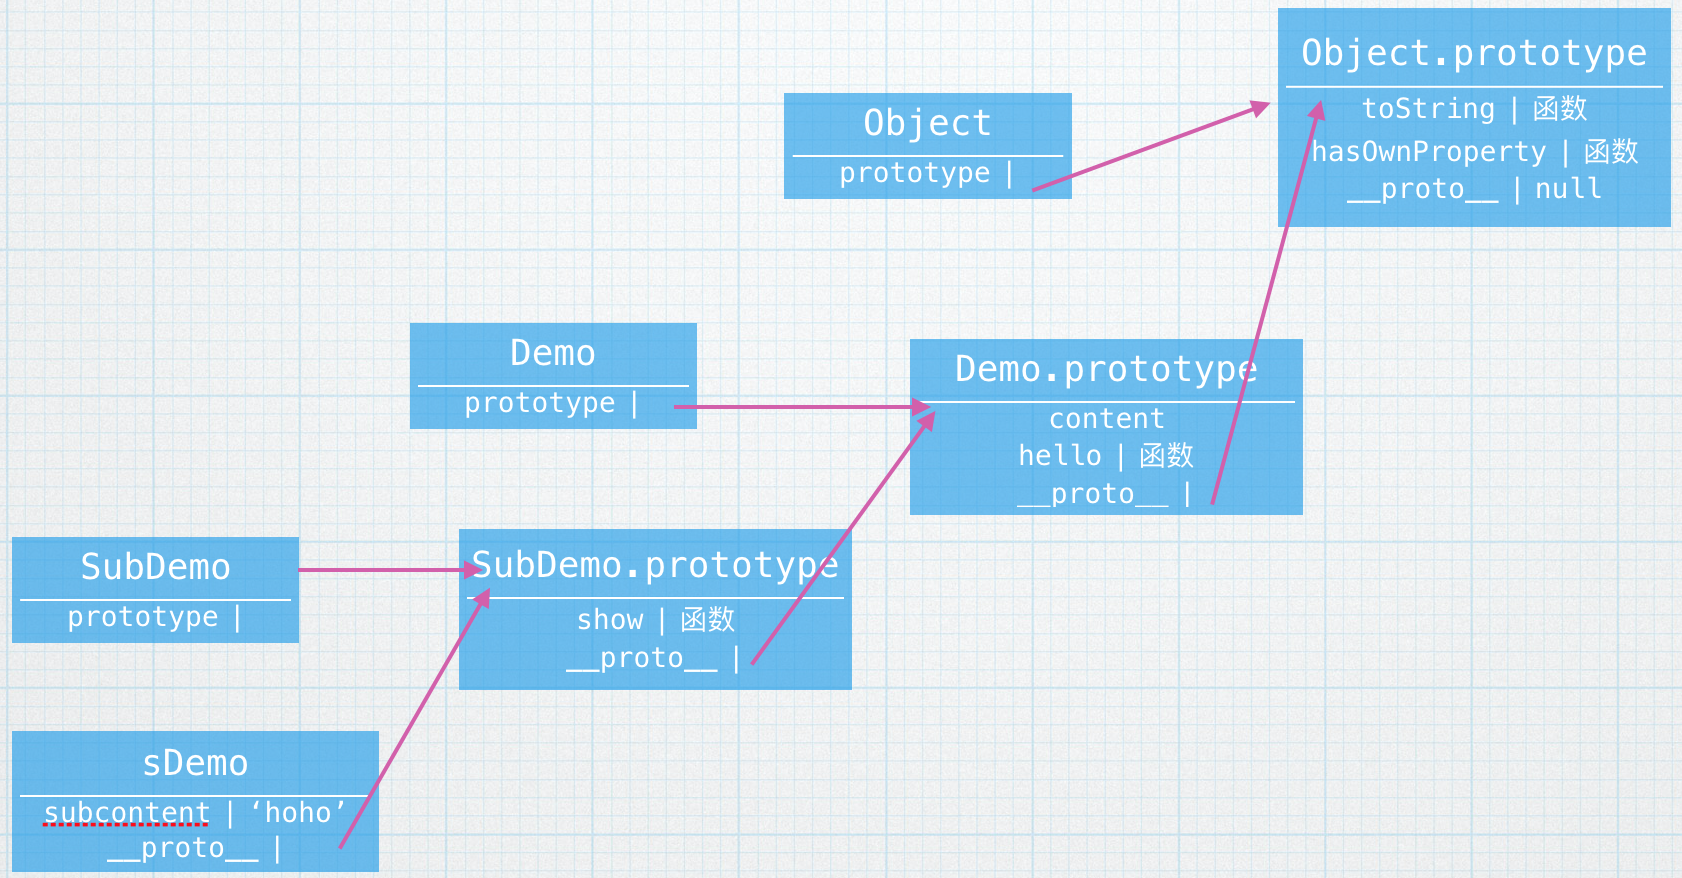 Object.prototype
toString | 函数
hasOwnProperty | 函数
__proto__ | null
Object
prototype |
Demo
prototype |
Demo.prototype
content
hello | 函数
__proto__ |
SubDemo
prototype |
SubDemo.prototype
show | 函数
__proto__ |
sDemo
subcontent | ‘hoho’
__proto__ |